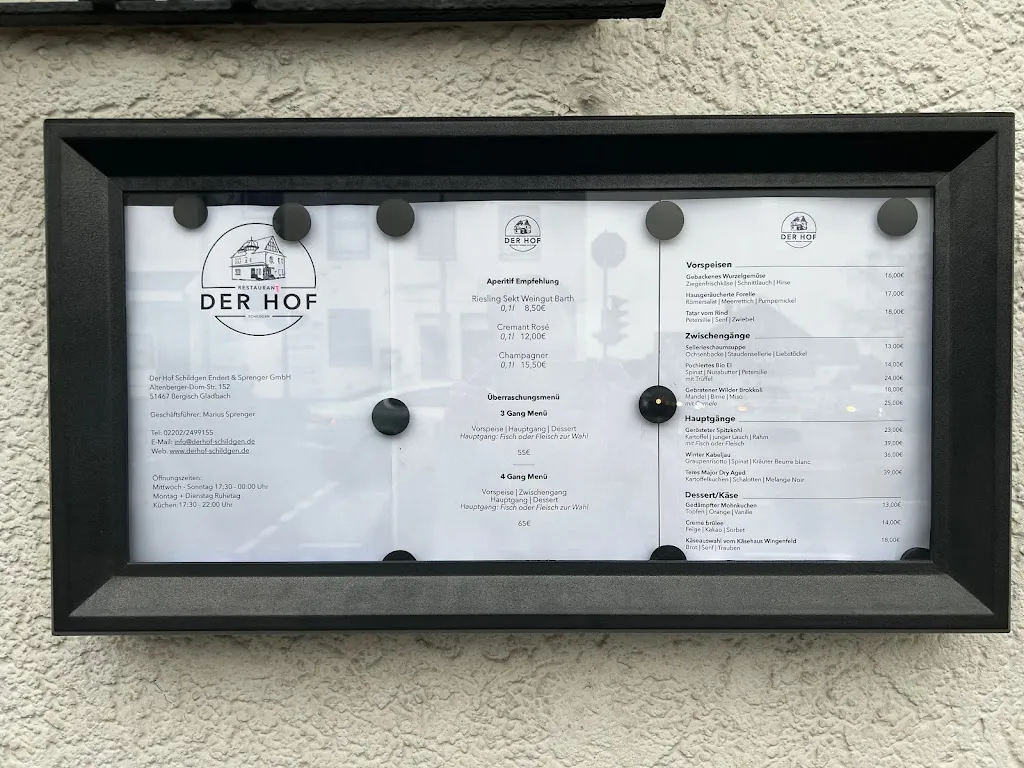 RESTAURANT
DER HOF
SCHILDGEN
Der Hof Schildgen Endert & Sprenger GmbH
Altenberger-Dom-Str. 152
51467 Bergisch Gladbach
Geschäftsführer: Marius Sprenger
Tel: 02202/2499155
E-Mail: info@derhof-schildgen.de
Web: www.derhof-schildgen.de
Öffnungszeiten:
Mittwoch - Sonntag 17:30 - 00:00 Uhr
Montag + Dienstag Ruhetag
Küchen 17:30 - 22:00 Uhr
DER HOF
Aperitif Empfehlung
Riesling Sekt Weingut Barth
0,1l 8,50€
Cremant Rosé
0,1l 12,00€
Champagner
0,1l 15,50€
Überraschungsmenü
3 Gang Menü
Vorspeise | Hauptgang | Dessert
Hauptgang: Fisch oder Fleisch zur Wahl
55€
4 Gang Menü
Vorspeise | Zwischengang
Hauptgang | Dessert
Hauptgang: Fisch oder Fleisch zur Wahl
65€
DER HOF
Vorspeisen
Gebackenes Wurzelgemüse 16,00€
Ziegenfrischkäse | Schnittlauch | Hirse
Hausgeräucherte Forelle 17,00€
Römersalat | Meerrettich | Pumpernickel
Tatar vom Rind 18,00€
Petersilie | Senf | Zwiebel
Zwischengänge
Sellerieschaumsuppe 13,00€
Ochsenbacke | Staudensellerie | Liebstöckel
Pochiertes Bio Ei 14,00€
Spinat | Nussbutter | Petersilie
mit Trüffel 24,00€
Gebratener Wilder Brokkoli 18,00€
Mandel | Birne | Miso
mit Garnele 25,00€
Hauptgänge
Gerösteter Spitzkohl 23,00€
Kartoffel | junger Lauch | Rahm
mit Fisch oder Fleisch 39,00€
Winter Kabeljau 36,00€
Graupenrisotto | Spinat | Kräuter Beurre blanc
Teres Major Dry Aged 39,00€
Kartoffelkuchen | Schalotten | Melange Noir
Dessert/Käse
Gedämpfter Mohnkuchen 13,00€
Topfen | Orange | Vanille
Creme brûlée 14,00€
Feige | Kakao | Sorbet
Käseauswahl vom Käsehaus Wingenfeld 18,00€
Brot | Senf | Trauben